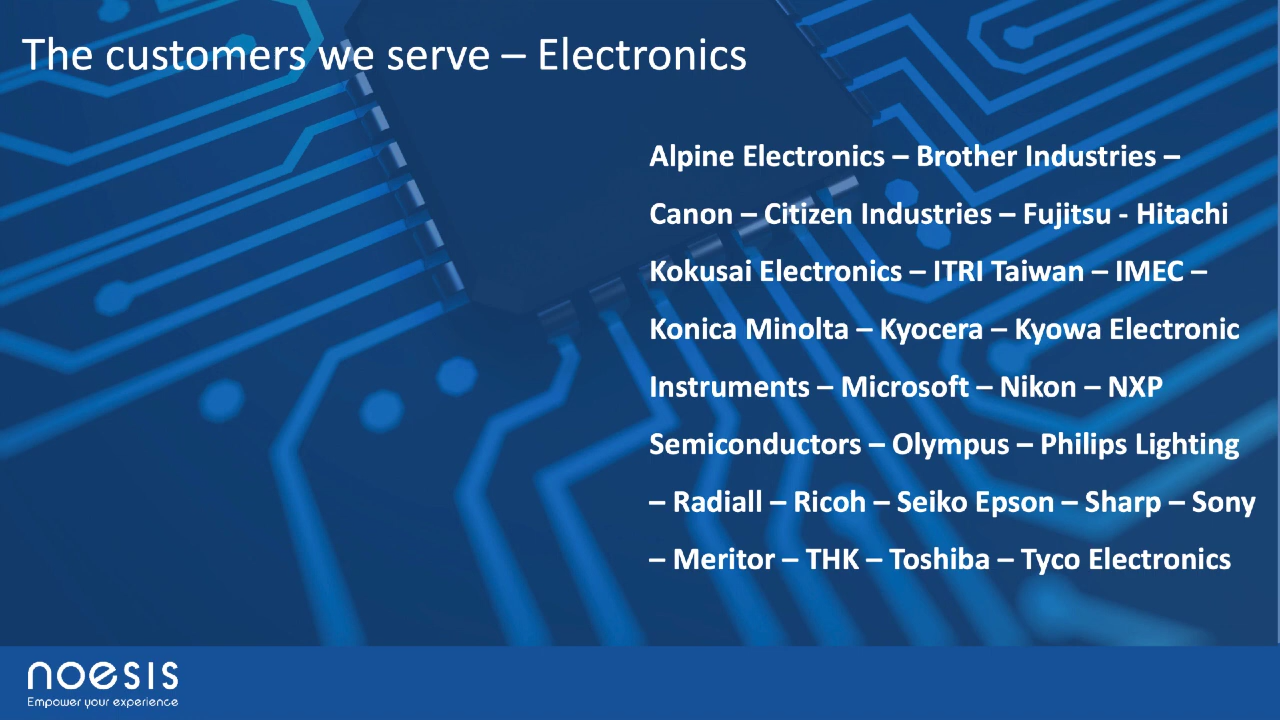 The customers we serve – Electronics
Alpine Electronics – Brother Industries –
Canon – Citizen Industries – Fujitsu - Hitachi
Kokusai Electronics – ITRI Taiwan – IMEC –
Konica Minolta – Kyocera – Kyowa Electronic
Instruments – Microsoft – Nikon – NXP
Semiconductors – Olympus – Philips Lighting
– Radiall – Ricoh – Seiko Epson – Sharp – Sony
– Meritor – THK – Toshiba – Tyco Electronics
noesis
Empower your experience